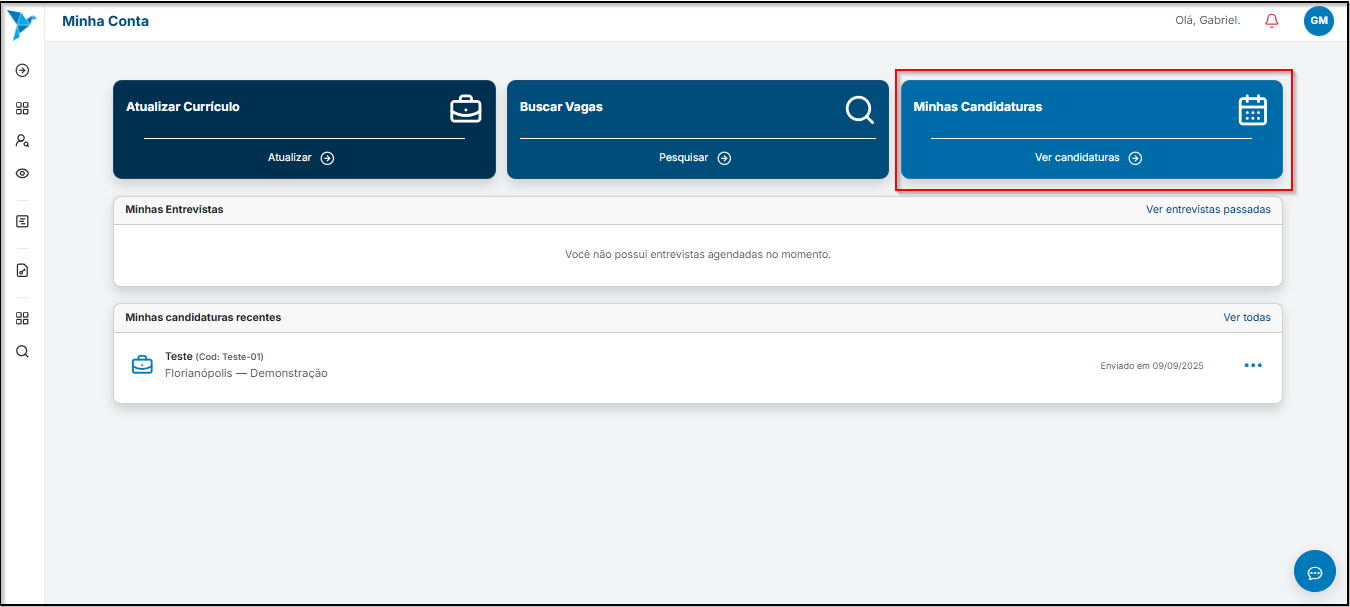 Minha Conta
Olá, Gabriel.
GM
Atualizar Currículo
Atualizar
Buscar Vagas
Pesquisar
Minhas Candidaturas
Ver candidaturas
Minhas Entrevistas
Ver entrevistas passadas
Você não possui entrevistas agendadas no momento.
Minhas candidaturas recentes
Ver todas
Teste (Cod: Teste-01)
Florianópolis — Demonstração
Enviado em 09/09/2025